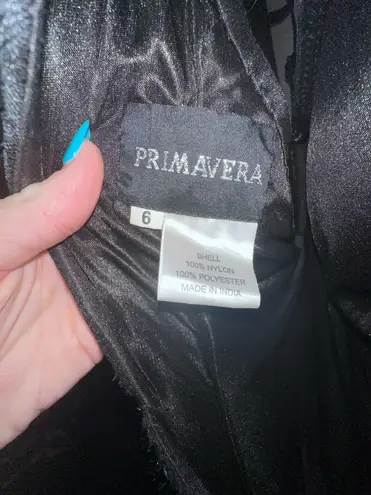 PRIMAVERA
6
SHELL
100% NYLON
100% POLYESTER
MADE IN INDIA